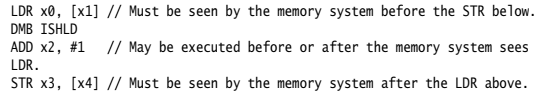 LDR x0, [x1] // Must be seen by the memory system before the STR below.
DMB ISHLD
ADD x2, #1 // May be executed before or after the memory system sees
LDR.
STR x3, [x4] // Must be seen by the memory system after the LDR above.